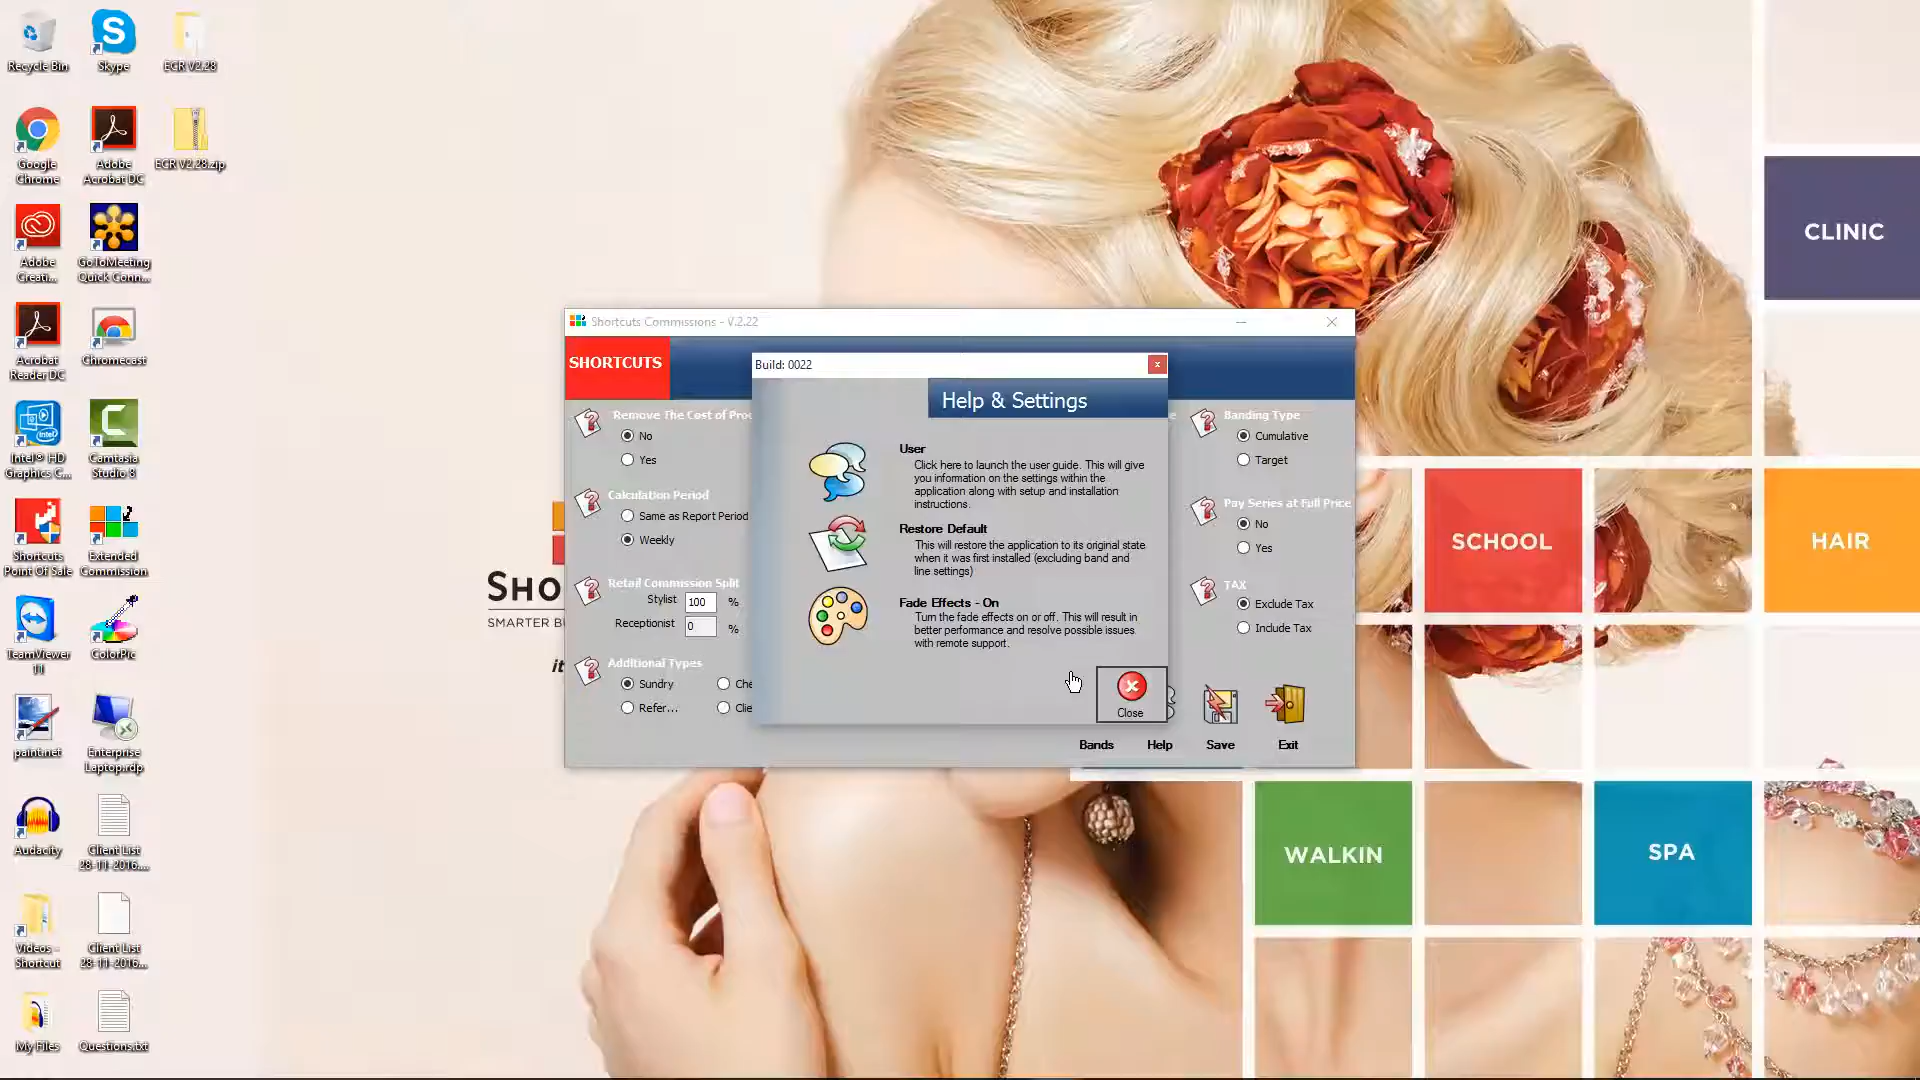 Recycle Bin
Skype
ECR V2.28
Google
Chrome
Adobe
Acrobat DC
ECR V2.28.zip
Adobe
Creati...
GoToMeeting
Quick Conn...
Acrobat
Reader DC
Chromecast
Intel® HD
Graphics C...
Camtasia
Studio 8
Shortcuts
Point Of Sale
Extended
Commission
TeamViewer
11
ColorPic
paint.net
Enterprise
Laptop.rdp
Audacity
Client List
28-11-2016....
Videos -
Shortcut
Client List
28-11-2016...
My Files
Questions.txt
SHO
SMARTER B
it
Shortcuts Commissions - V.2.22
SHORTCUTS
Remove The Cost of Pro
No
Yes
Calculation Period
Same as Report Period
Weekly
Retail Commission Split
Stylist 100 %
Receptionist 0 %
Additional Types
Sundry
Che
Refer...
Clie
Build: 0022
Help & Settings
User
Click here to launch the user guide. This will give
you information on the settings within the
application along with setup and installation
instructions.
Restore Default
This will restore the application to its original state
when it was first installed (excluding band and
line settings)
Fade Effects - On
Turn the fade effects on or off. This will result in
better perfomance and resolve possible issues
with remote support.
Close
e
Banding Type
Cumulative
Target
Pay Series at Full Price
No
Yes
TAX
Exclude Tax
Include Tax
Bands
Help
Save
Exit
CLINIC
SCHOOL
HAIR
WALKIN
SPA